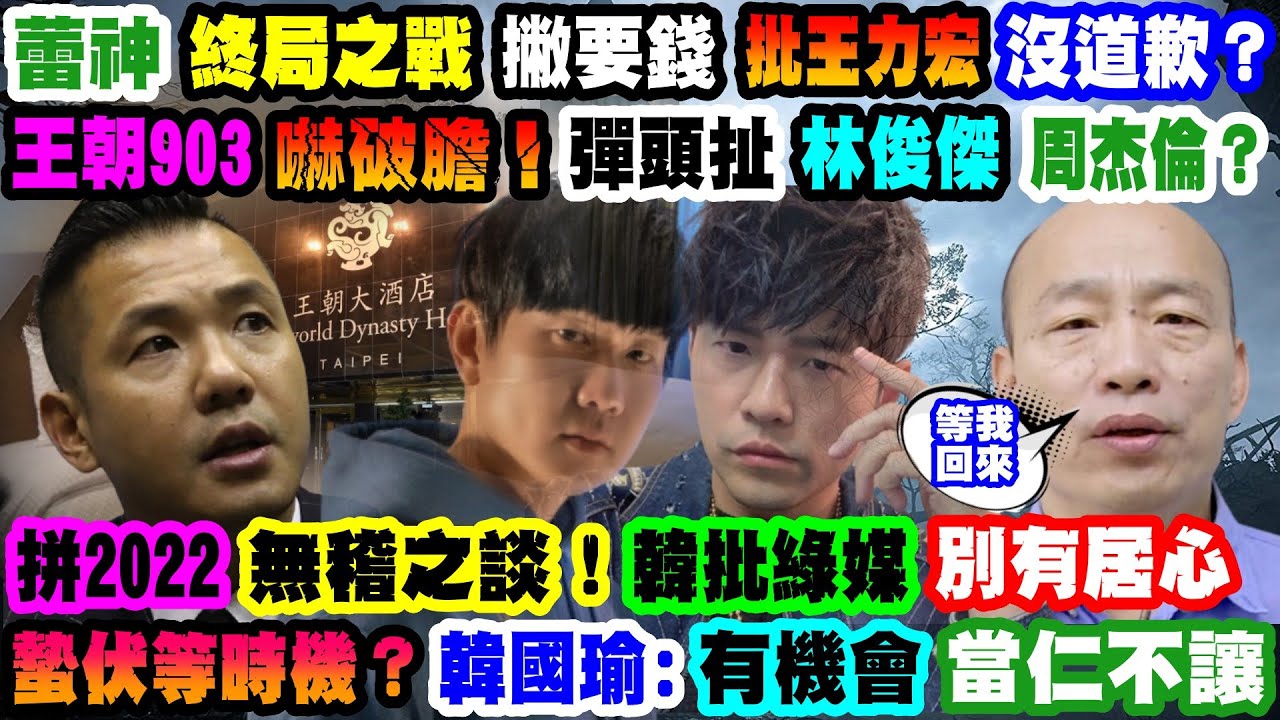 蕾神 終局之戰 撇要錢 批王力宏 沒道歉？
王朝903 嚇破膽！彈頭扯 林俊傑 周杰倫？
王朝大酒店
world Dynasty H
TAIPEI
等我
回來
拼2022 無稽之談！韓批綠媒 別有居心
蟄伏等時機？韓國瑜: 有機會 當仁不讓